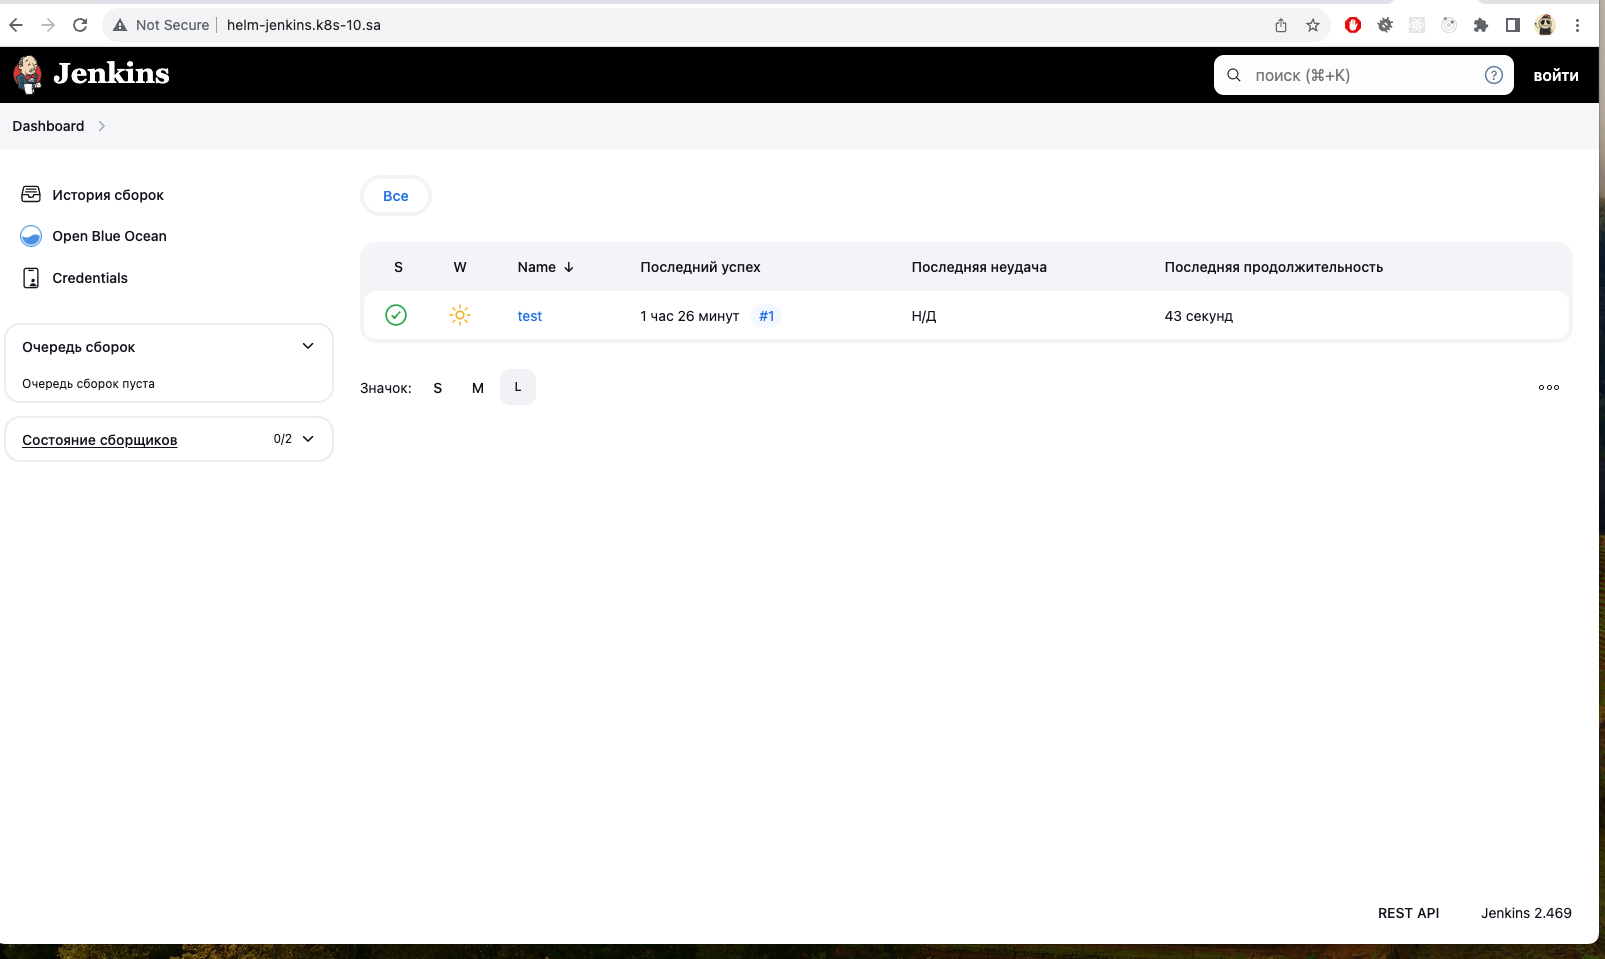 Not Secure helm-jenkins.k8s-10.sa
Jenkins
поиск (⌘+K)
войти
Dashboard
История сборок
Open Blue Ocean
Credentials
Очередь сборок
Очередь сборок пуста
Состояние сборщиков 0/2
Все
S W Name ↓ Последний успех Последняя неудача Последняя продолжительность
test 1 час 26 минут #1 Н/Д 43 секунд
Значок: S M L
REST API Jenkins 2.469